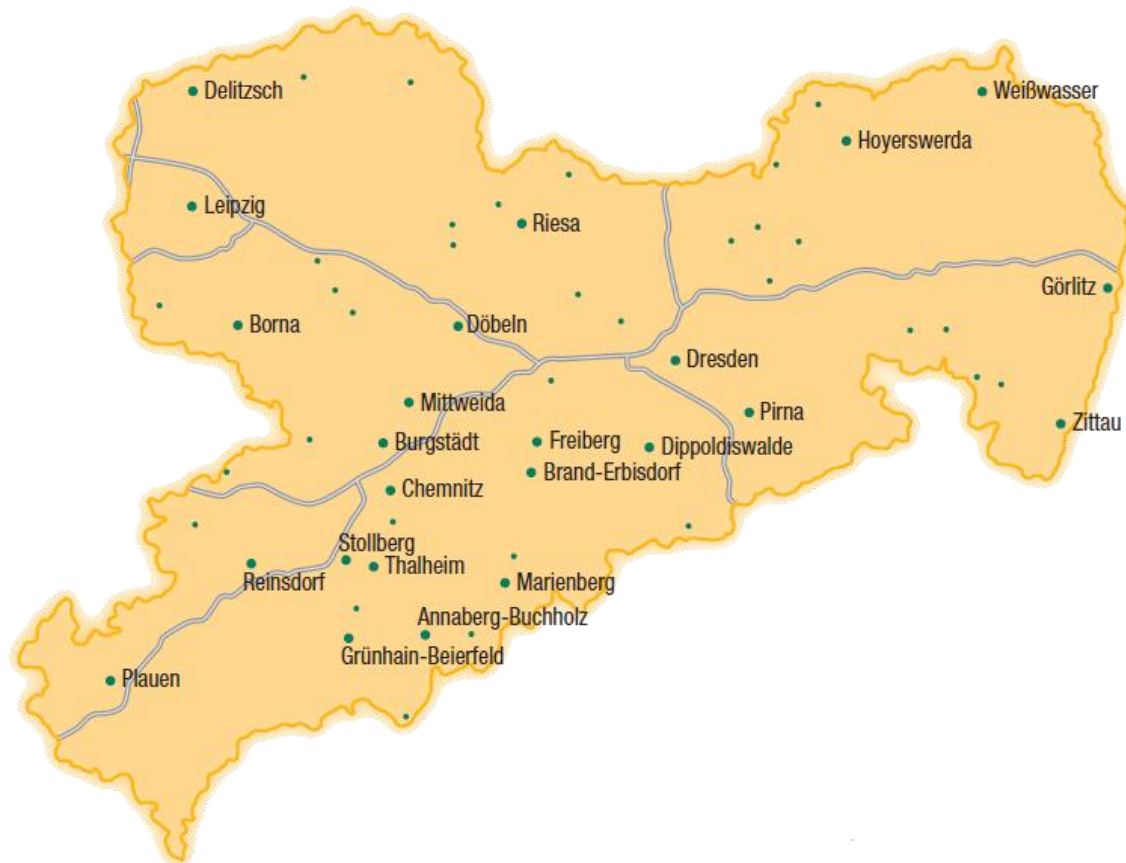 Delitzsch
Weißwasser
Hoyerswerda
Leipzig
Riesa
Görlitz
Borna
Döbeln
Dresden
Mittweida
Pirna
Zittau
Burgstädt
Freiberg
Dippoldiswalde
Brand-Erbisdorf
Chemnitz
Stollberg
Thalheim
Reinsdorf
Marienberg
Annaberg-Buchholz
Grünhain-Beierfeld
Plauen